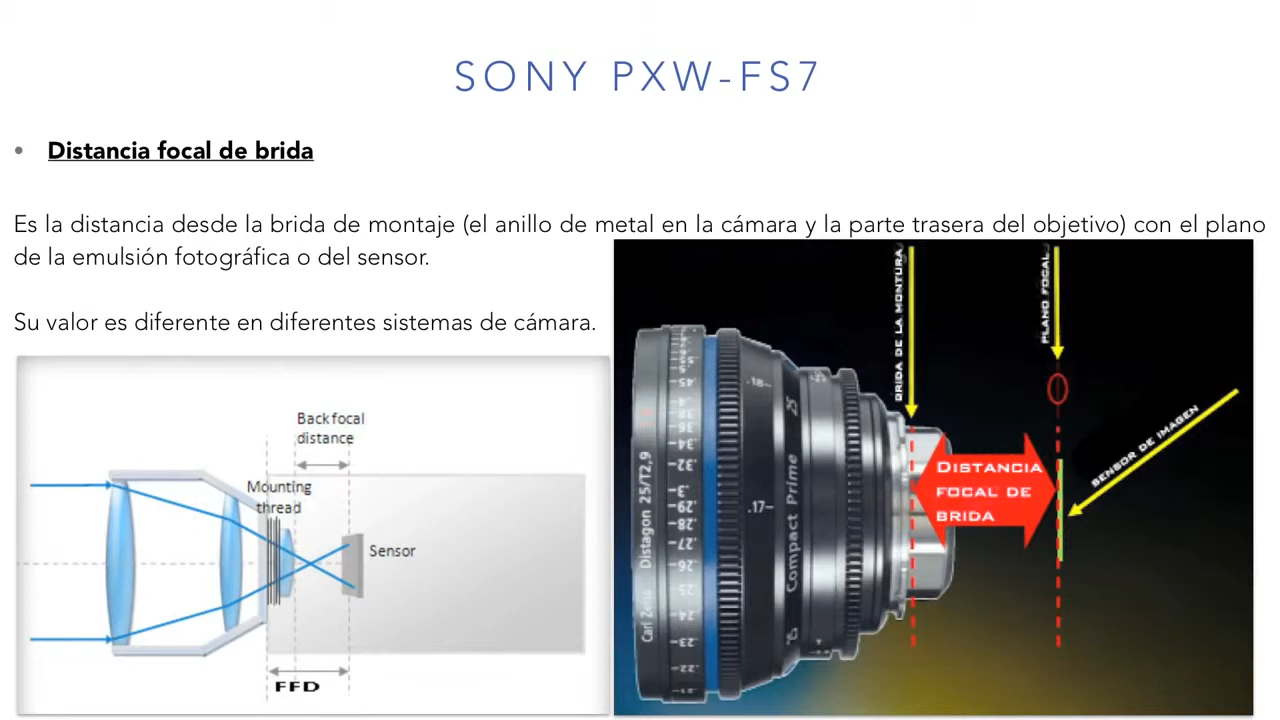 SONY PXW-FS7
• Distancia focal de brida
Es la distancia desde la brida de montaje (el anillo de metal en la cámara y la parte trasera del objetivo) con el plano
de la emulsión fotográfica o del sensor.
Su valor es diferente en diferentes sistemas de cámara.
Back focal
distance
Mounting
thread
Sensor
FFD
BRIDA DE LA MONTURA
PLANO FOCAL
SENSOR DE IMAGEN
DISTANCIA
FOCAL DE
BRIDA
Carl Zeiss Distagon 25/T2,9
Compact Prime 25
.18
.17